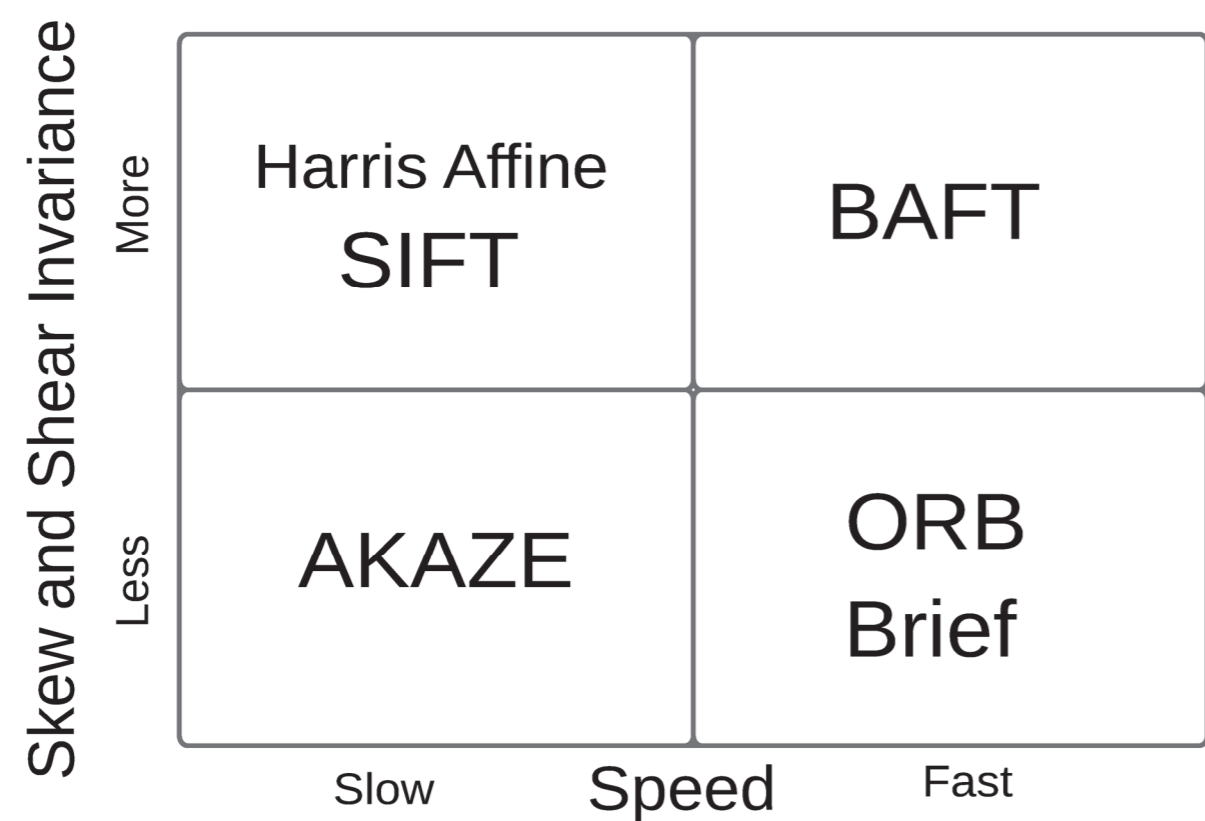 Skew and Shear Invariance
More
Harris Affine
SIFT
BAFT
Less
AKAZE
ORB
Brief
Slow
Speed
Fast